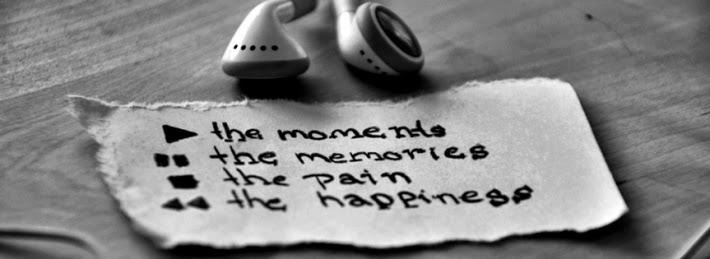 ▶ the moments
▮▮ the memories
■ the pain
◀◀ the happiness